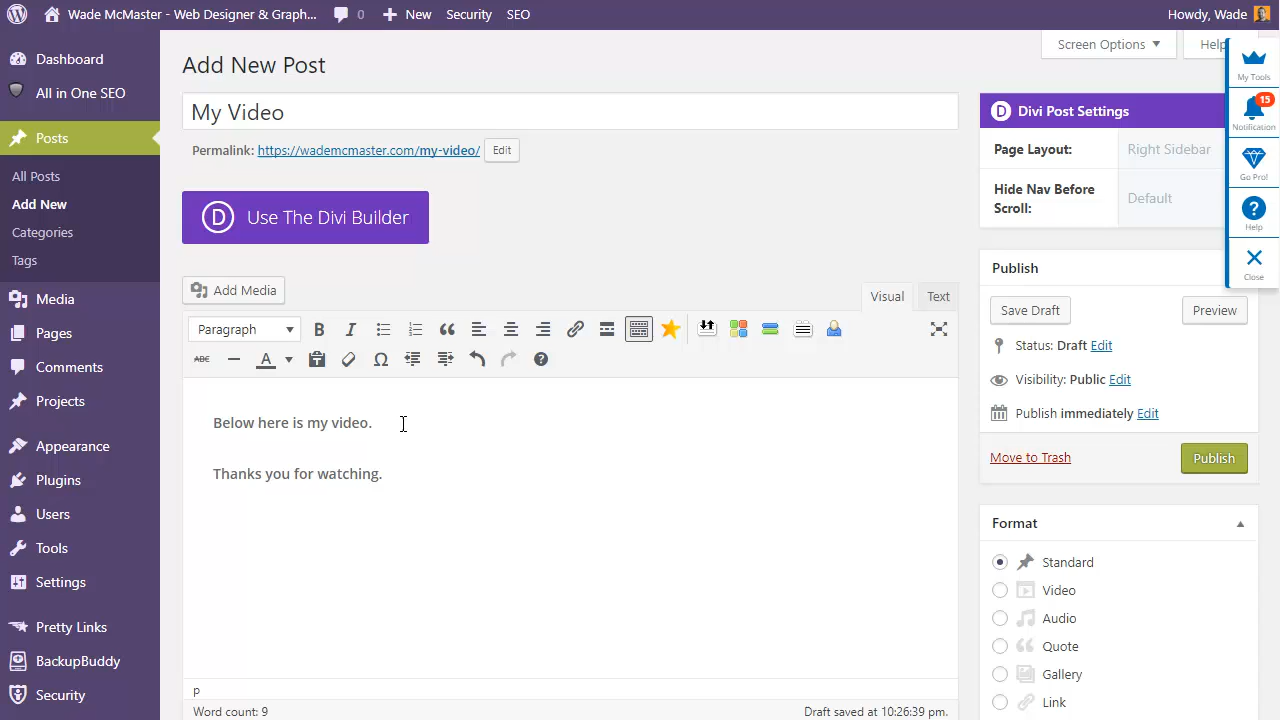 Wade McMaster - Web Designer & Graph...
0
New
Security
SEO
Howdy, Wade
Dashboard
All in One SEO
Posts
All Posts
Add New
Categories
Tags
Media
Pages
Comments
Projects
Appearance
Plugins
Users
Tools
Settings
Pretty Links
BackupBuddy
Security
Screen Options
Help
Add New Post
My Video
Permalink: https://wademcmaster.com/my-video/ Edit
D Use The Divi Builder
Add Media
Visual
Text
Paragraph
B I
ABC A Ω ?
Below here is my video.
Thanks you for watching.
p
Word count: 9
Draft saved at 10:26:39 pm.
D Divi Post Settings
Page Layout: Right Sidebar
Hide Nav Before Scroll: Default
Publish
Save Draft
Preview
Status: Draft Edit
Visibility: Public Edit
Publish immediately Edit
Move to Trash
Publish
Format
Standard
Video
Audio
Quote
Gallery
Link
My Tools
15
Notification
Go Pro!
?
Help
Close